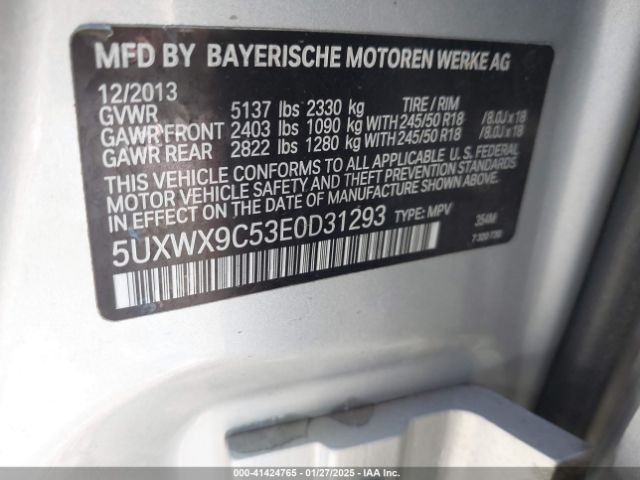 MFD BY BAYERISCHE MOTOREN WERKE AG
12/2013
GVWR 5137 lbs 2330 kg TIRE / RIM
GAWR FRONT 2403 lbs 1090 kg WITH 245/50 R18 /8.0J x 18
GAWR REAR 2822 lbs 1280 kg WITH 245/50 R18 /8.0J x 18
THIS VEHICLE CONFORMS TO ALL APPLICABLE U. S. FEDERAL
MOTOR VEHICLE SAFETY AND THEFT PREVENTION STANDARDS
IN EFFECT ON THE DATE OF MANUFACTURE SHOWN ABOVE.
5UXWX9C53E0D31293 TYPE: MPV 354M
000-41424765 - 01/27/2025 - IAA Inc.